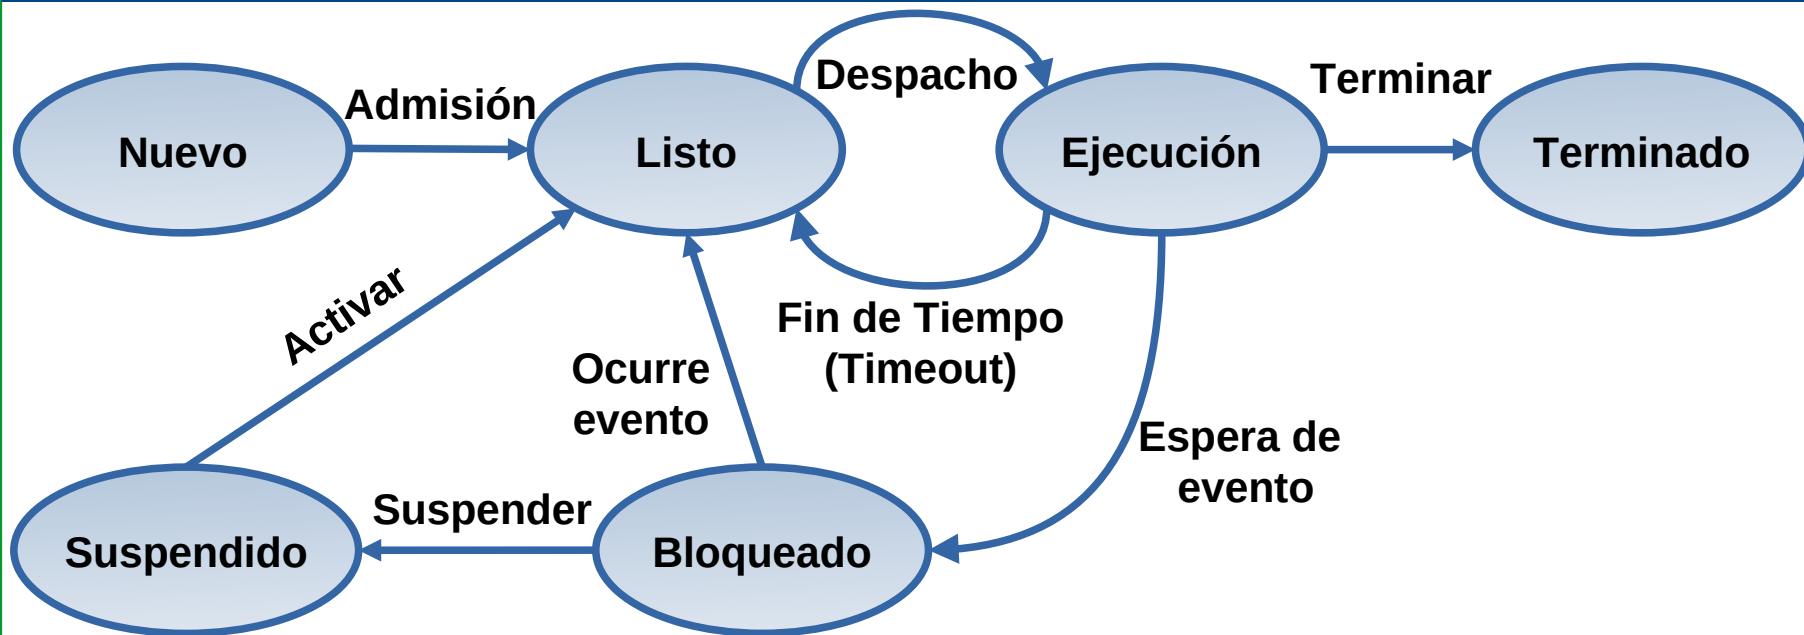 Despacho
Terminar
Admisión
Nuevo
Listo
Ejecución
Terminado
Activar
Fin de Tiempo
(Timeout)
Ocurre
evento
Espera de
evento
Suspender
Suspendido
Bloqueado